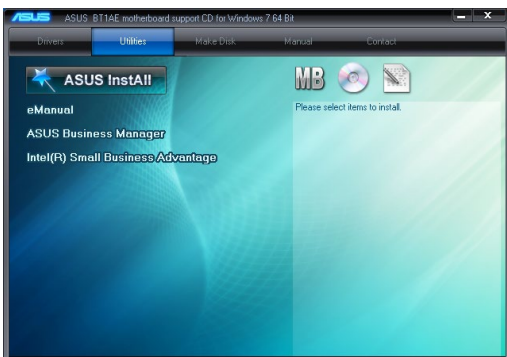 ASUS ASUS BT1AE motherboard support CD for Windows 7 64 Bit
Drivers Utilities Make Disk Manual Contact
ASUS InstAll
MB
eManual
Please select items to install.
ASUS Business Manager
Intel(R) Small Business Advantage